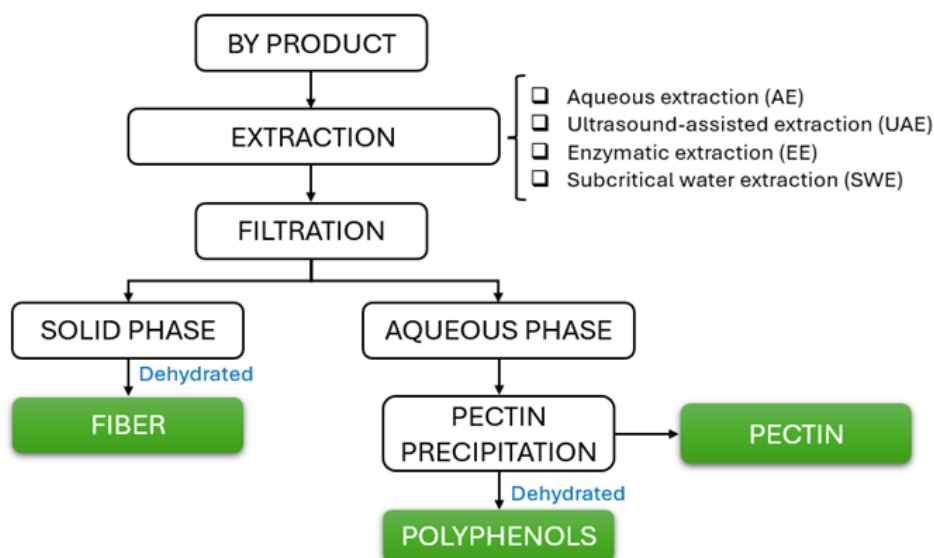 BY PRODUCT
EXTRACTION
Aqueous extraction (AE)
Ultrasound-assisted extraction (UAE)
Enzymatic extraction (EE)
Subcritical water extraction (SWE)
FILTRATION
SOLID PHASE
AQUEOUS PHASE
Dehydrated
FIBER
PECTIN
PRECIPITATION
PECTIN
Dehydrated
POLYPHENOLS